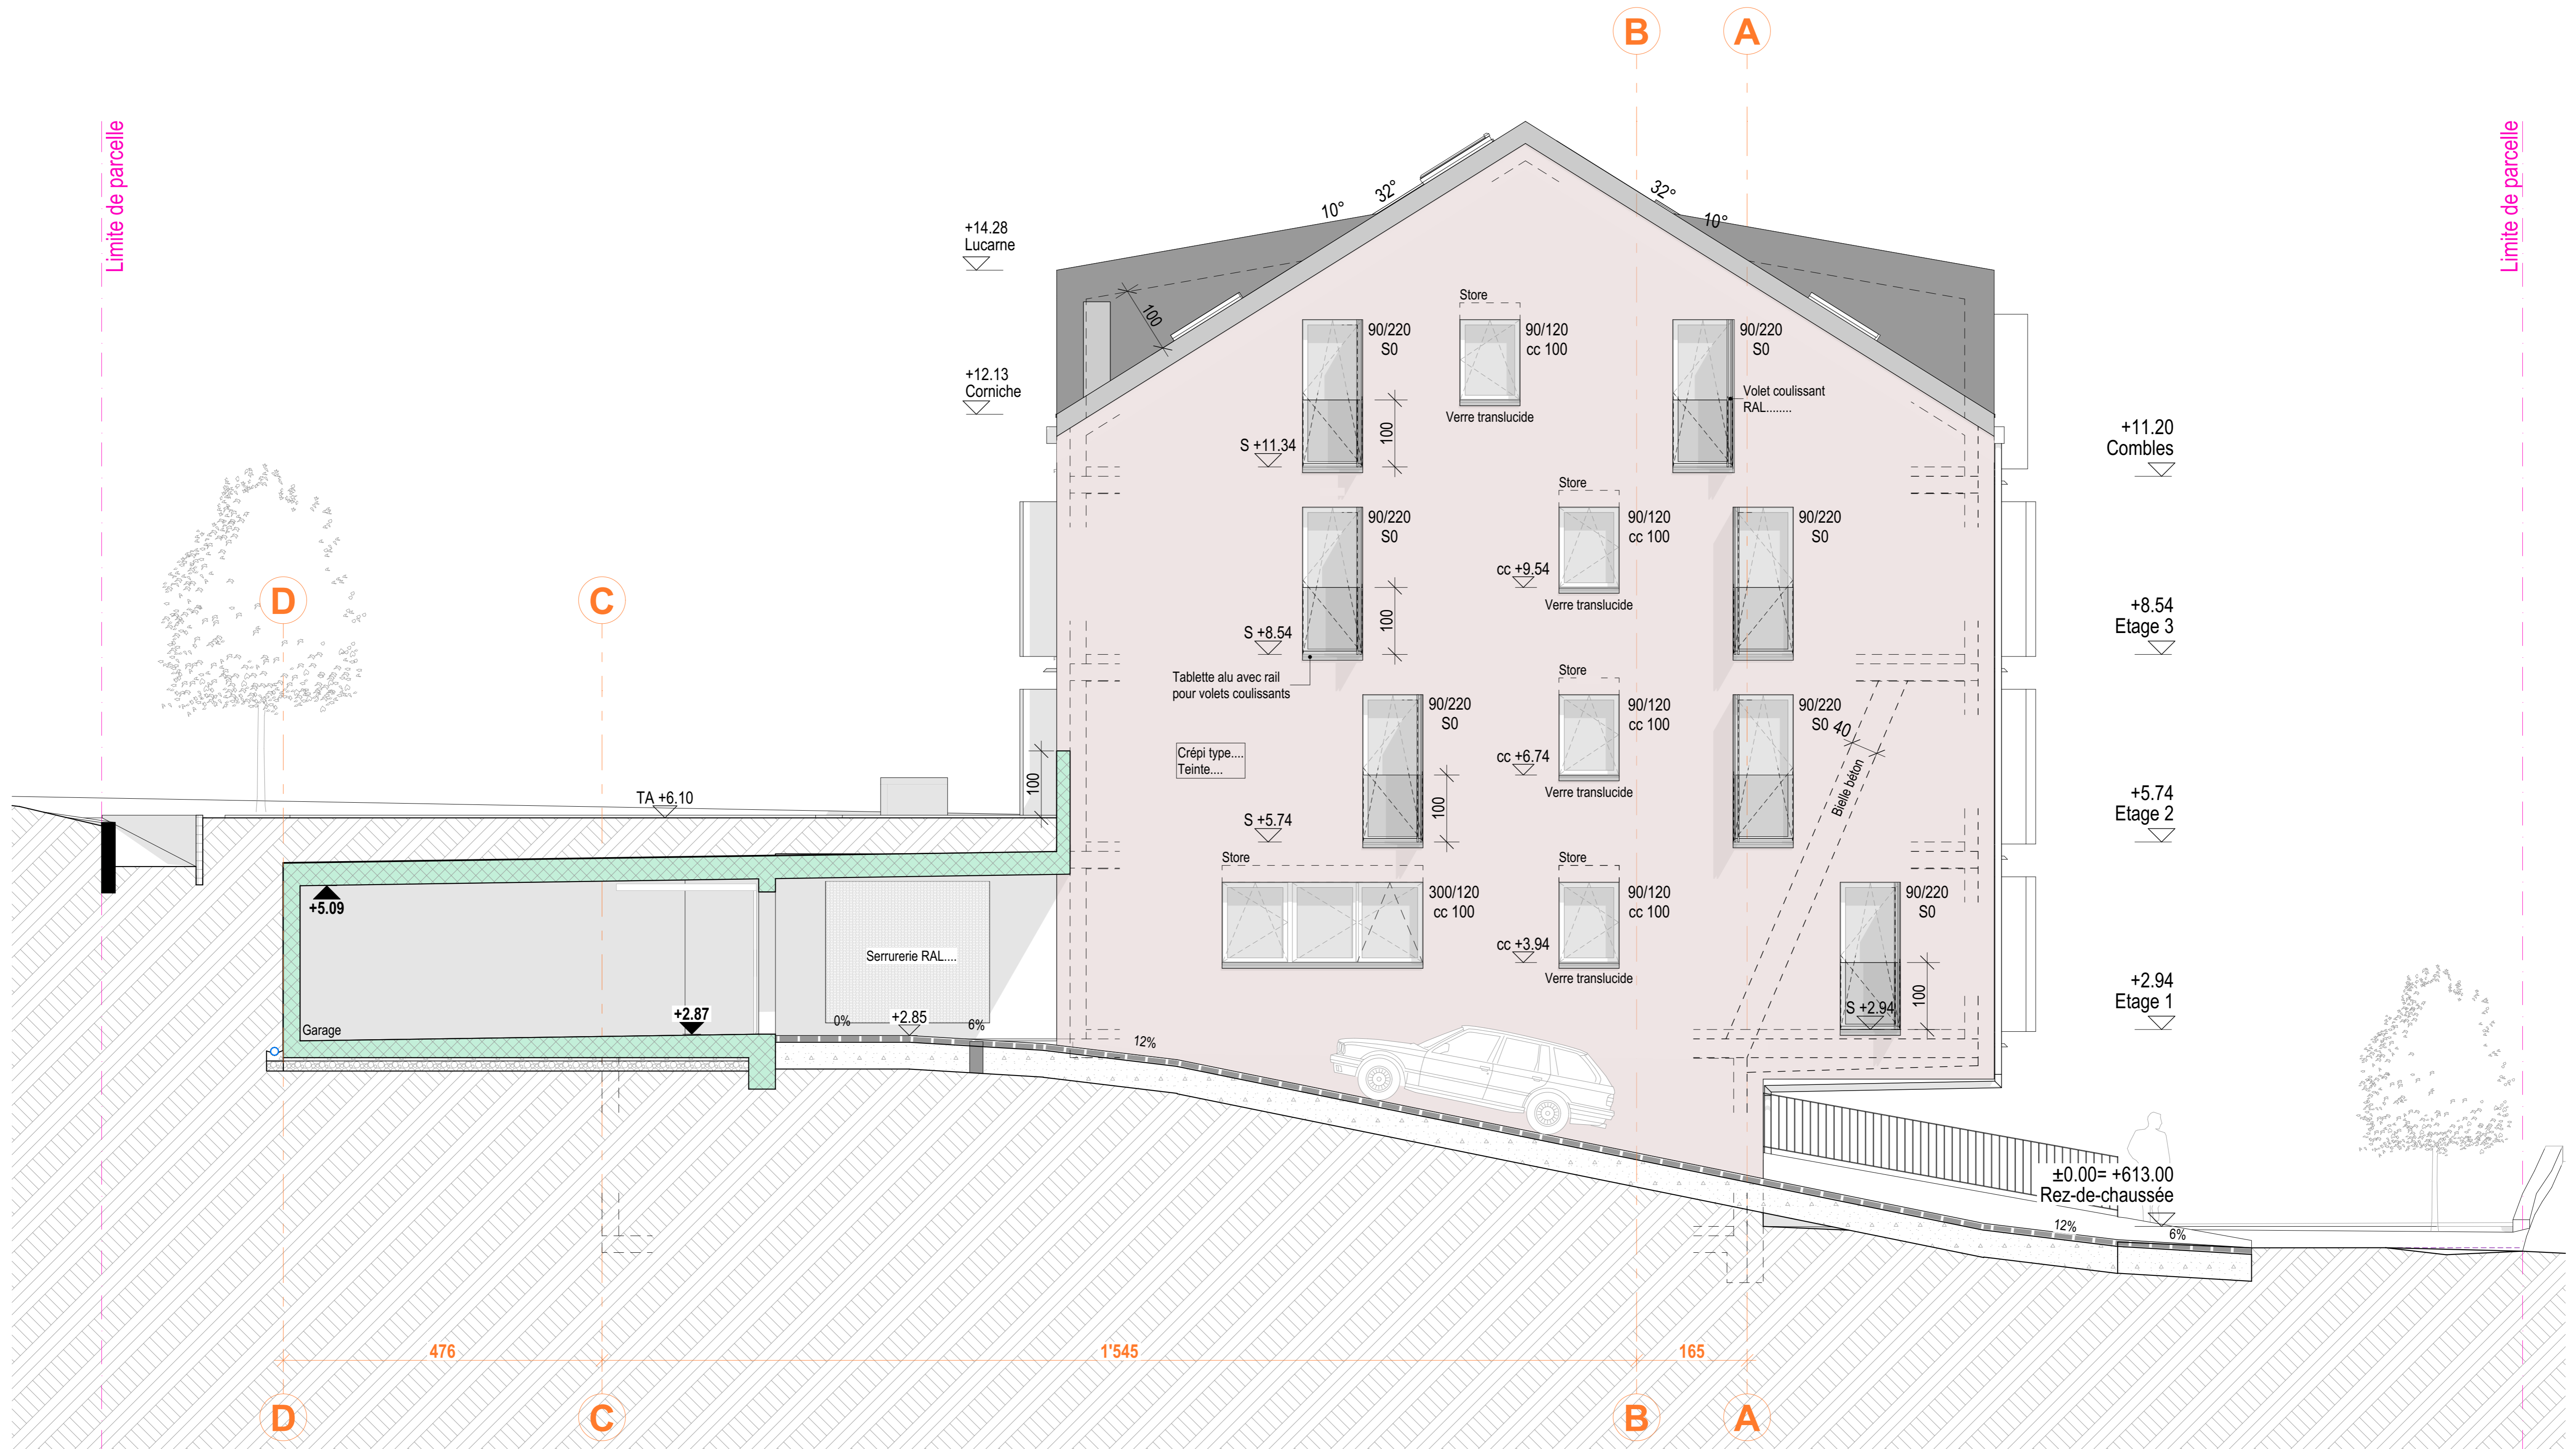 B
A
Limite de parcelle
Limite de parcelle
32°
10°
32°
10°
+14.28
Lucarne
100
Store
90/220
S0
90/120
cc 100
90/220
S0
+12.13
Corniche
Volet coulissant
RAL........
Verre translucide
100
S +11.34
+11.20
Combles
Store
90/220
S0
90/120
cc 100
90/220
S0
cc +9.54
Verre translucide
100
D
C
S +8.54
+8.54
Etage 3
Tablette alu avec rail
pour volets coulissants
Store
90/220
S0
90/120
cc 100
90/220
S0
40
Crépi type....
Teinte....
cc +6.74
Verre translucide
Bielle béton
100
100
TA +6.10
S +5.74
+5.74
Etage 2
Store
Store
300/120
cc 100
90/120
cc 100
90/220
S0
+5.09
Serrurerie RAL....
cc +3.94
Verre translucide
100
S +2.94
+2.94
Etage 1
Garage
+2.87
0%
+2.85
6%
12%
±0.00= +613.00
Rez-de-chaussée
12%
6%
476
1'545
165
D
C
B
A